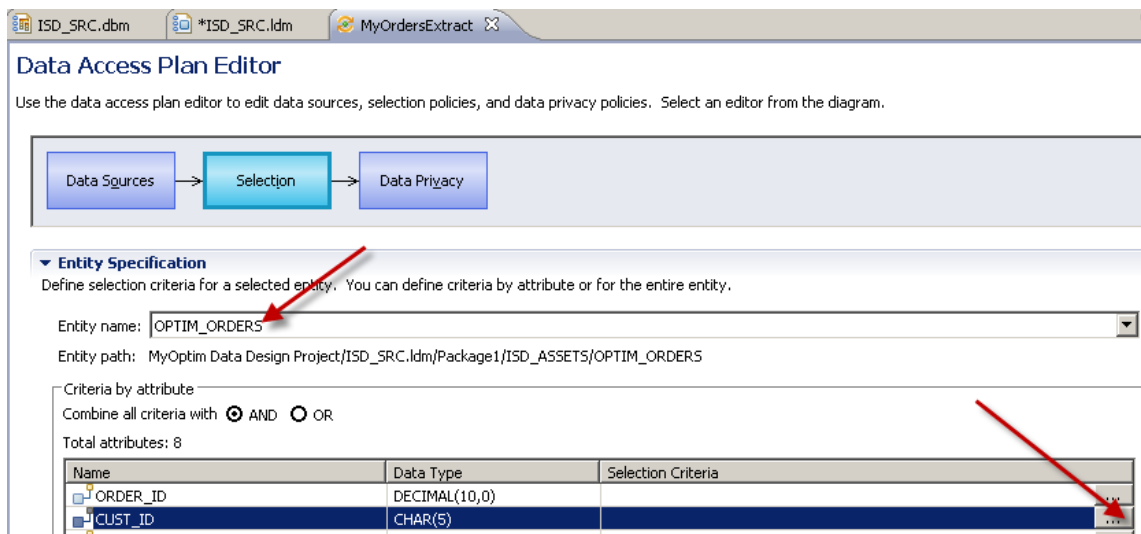 ISD_SRC.dbm *ISD_SRC.ldm MyOrdersExtract
Data Access Plan Editor
Use the data access plan editor to edit data sources, selection policies, and data privacy policies. Select an editor from the diagram.
Data Sources Selection Data Privacy
Entity Specification
Define selection criteria for a selected entity. You can define criteria by attribute or for the entire entity.
Entity name: OPTIM_ORDERS
Entity path: MyOptim Data Design Project/ISD_SRC.ldm/Package1/ISD_ASSETS/OPTIM_ORDERS
Criteria by attribute
Combine all criteria with AND OR
Total attributes: 8
Name Data Type Selection Criteria
ORDER_ID DECIMAL(10,0) ...
CUST_ID CHAR(5) ...